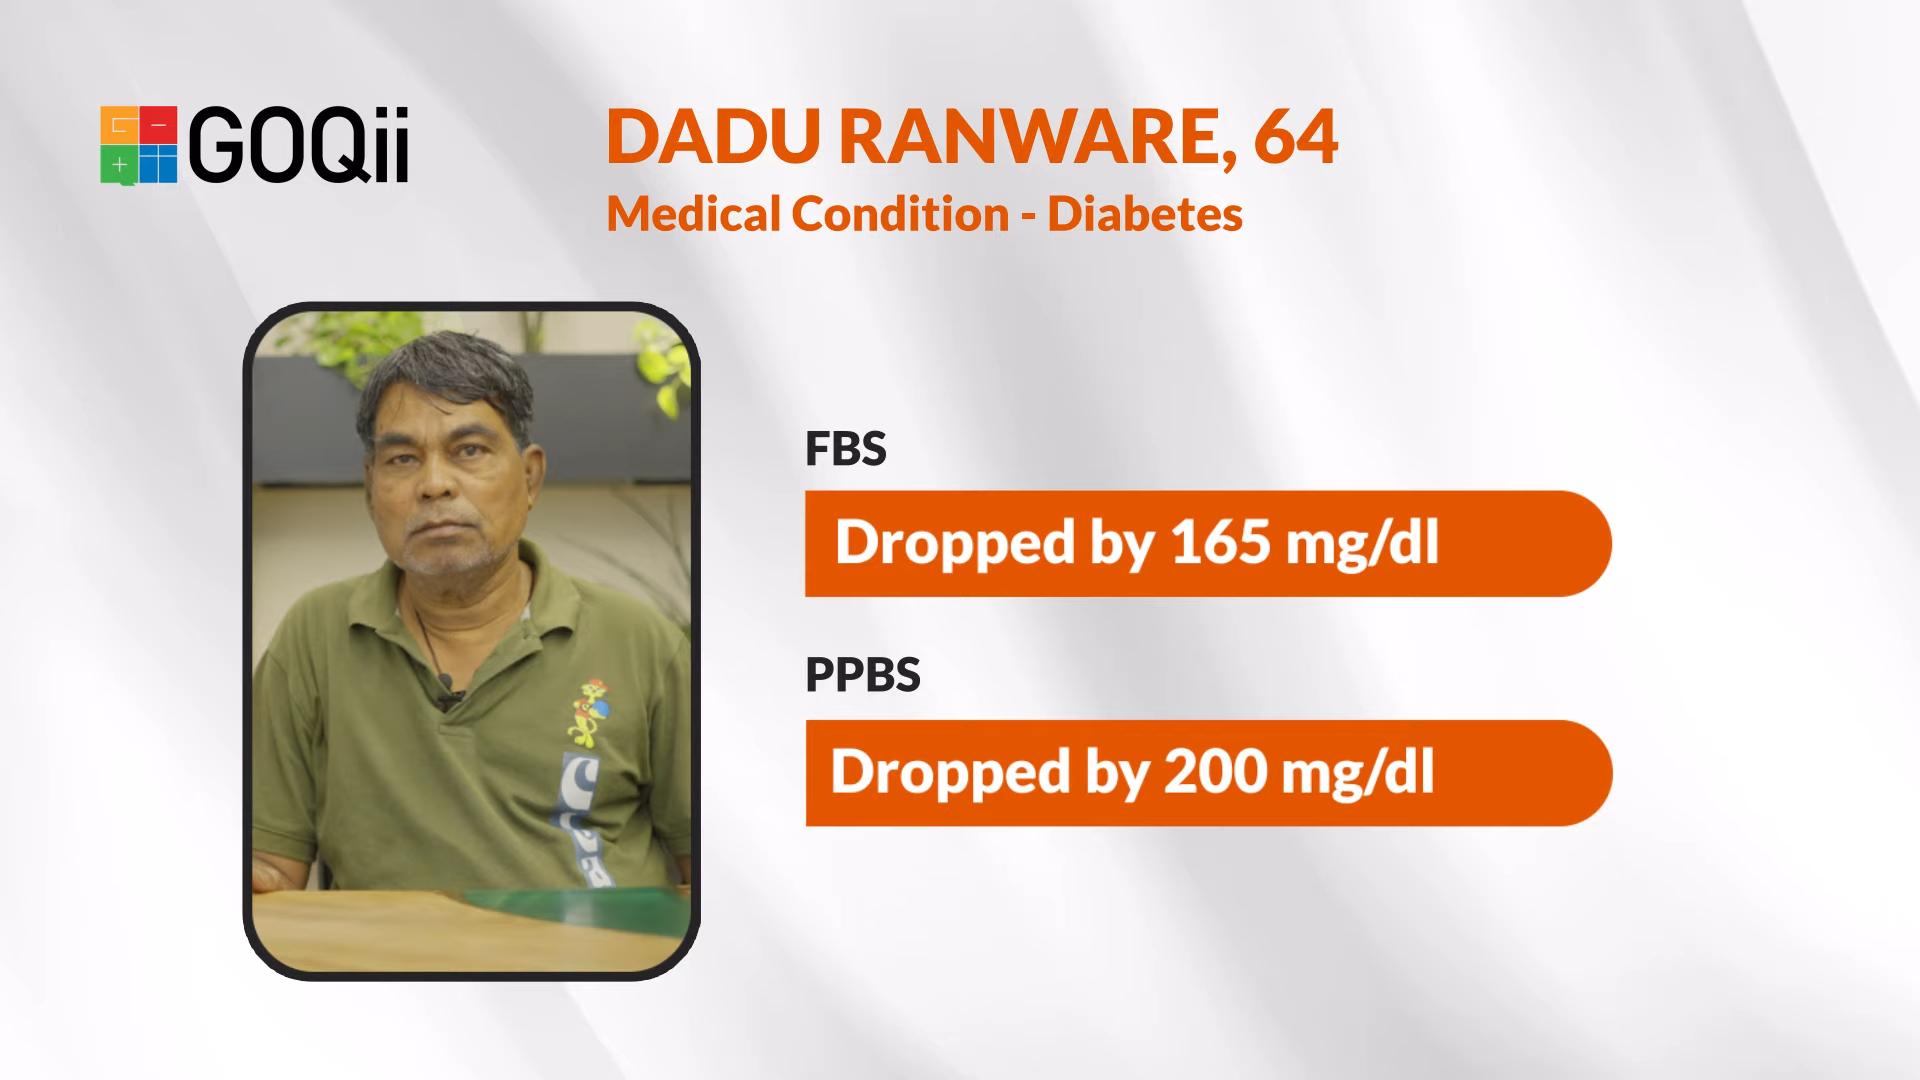 GOQii
DADU RANWARE, 64
Medical Condition - Diabetes
FBS
Dropped by 165 mg/dl
PPBS
Dropped by 200 mg/dl